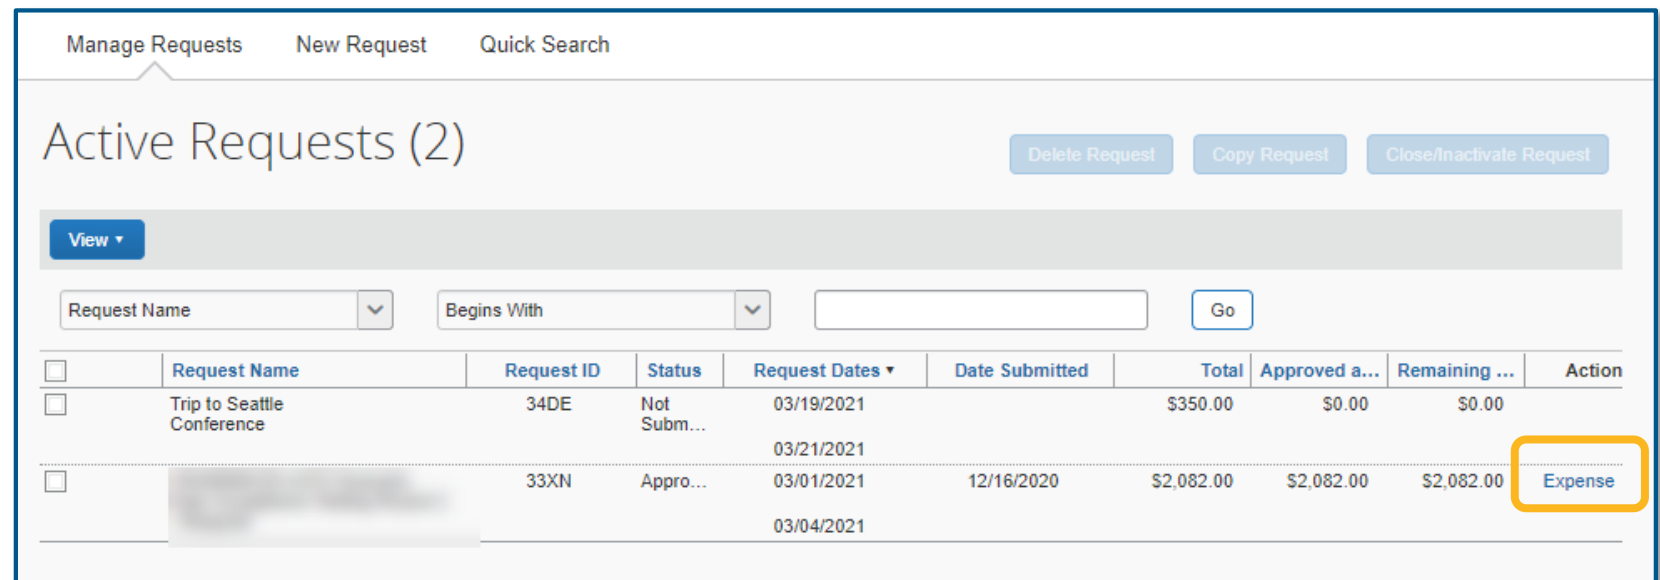 Manage Requests New Request Quick Search
Active Requests (2)
Delete Request Copy Request Close/Inactivate Request
View ▾
Request Name Begins With Go
Request Name Request ID Status Request Dates ▾ Date Submitted Total Approved a... Remaining ... Action
Trip to Seattle 34DE Not 03/19/2021 $350.00 $0.00 $0.00
Conference Subm...
03/21/2021
33XN Appro... 03/01/2021 12/16/2020 $2,082.00 $2,082.00 $2,082.00 Expense
03/04/2021